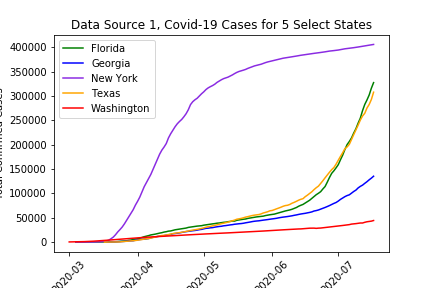 Data Source 1, Covid-19 Cases for 5 Select States
400000
350000
300000
250000
200000
150000
100000
50000
0
Florida
Georgia
New York
Texas
Washington
2020-03
2020-04
2020-05
2020-06
2020-07